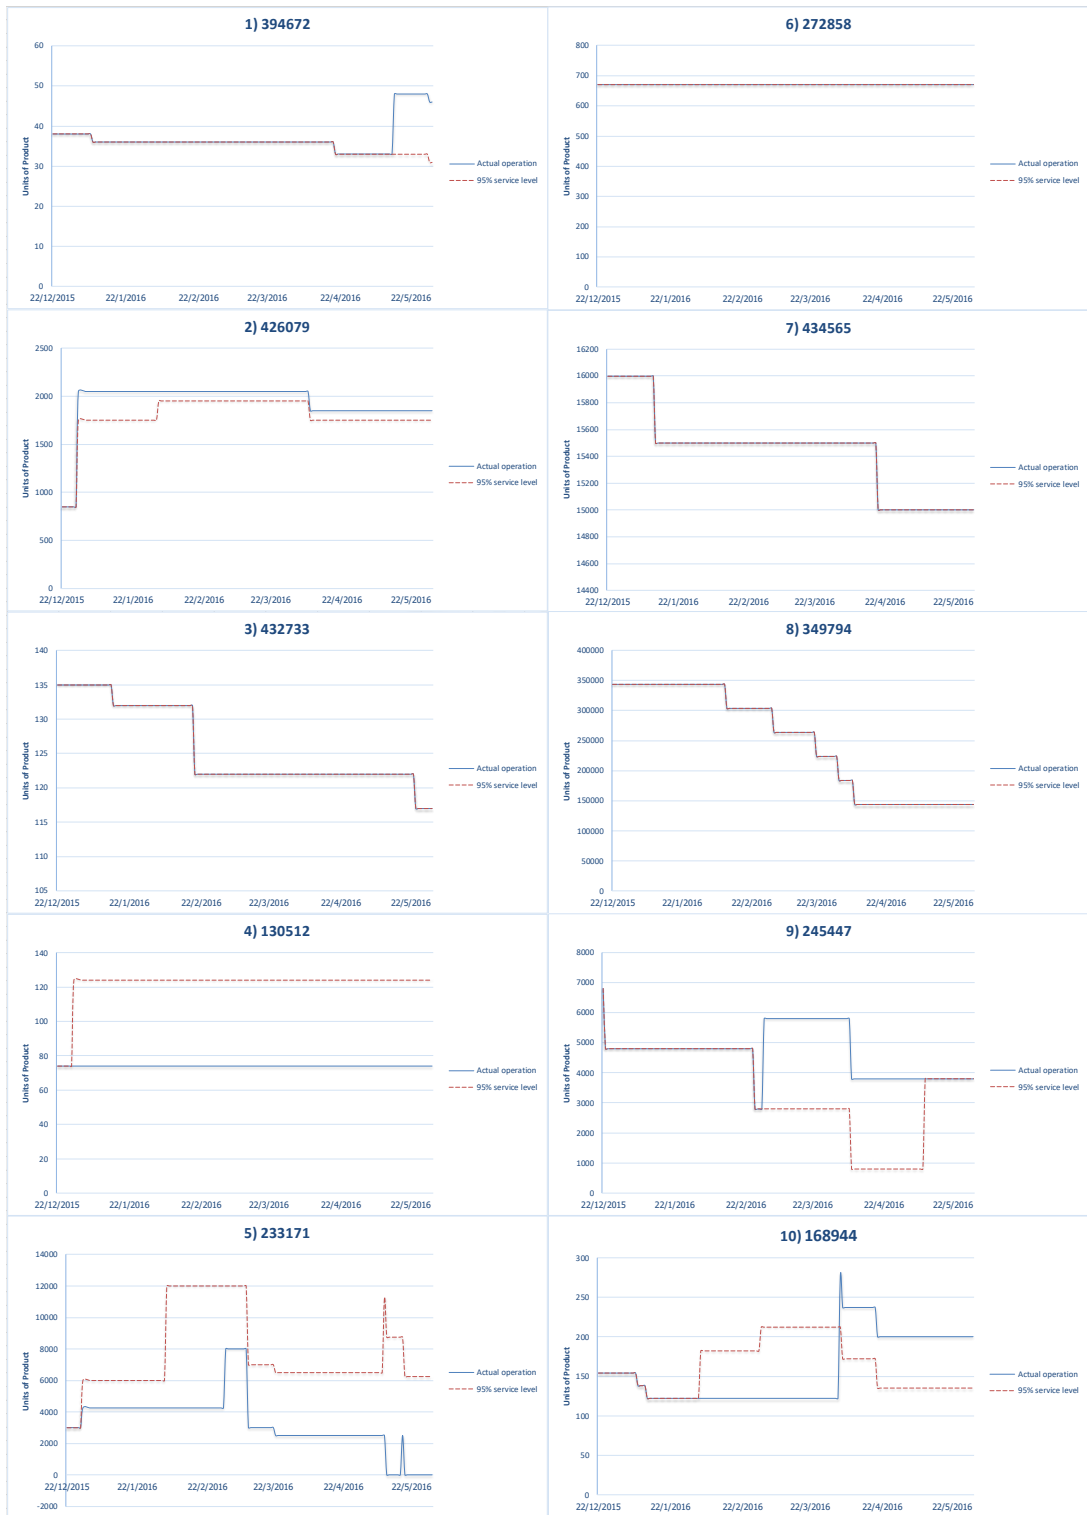 1) 394672
60
50
40
30
20
10
0
Units of Product
22/12/2015 22/1/2016 22/2/2016 22/3/2016 22/4/2016 22/5/2016
Actual operation
95% service level
6) 272858
800
700
600
500
400
300
200
100
0
Units of Product
22/12/2015 22/1/2016 22/2/2016 22/3/2016 22/4/2016 22/5/2016
Actual operation
95% service level
2) 426079
2500
2000
1500
1000
500
0
Units of Product
22/12/2015 22/1/2016 22/2/2016 22/3/2016 22/4/2016 22/5/2016
Actual operation
95% service level
7) 434565
16200
16000
15800
15600
15400
15200
15000
14800
14600
14400
Units of Product
22/12/2015 22/1/2016 22/2/2016 22/3/2016 22/4/2016 22/5/2016
Actual operation
95% service level
3) 432733
140
135
130
125
120
115
110
105
Units of Product
22/12/2015 22/1/2016 22/2/2016 22/3/2016 22/4/2016 22/5/2016
Actual operation
95% service level
8) 349794
400000
350000
300000
250000
200000
150000
100000
50000
0
Units of Product
22/12/2015 22/1/2016 22/2/2016 22/3/2016 22/4/2016 22/5/2016
Actual operation
95% service level
4) 130512
140
120
100
80
60
40
20
0
Units of Product
22/12/2015 22/1/2016 22/2/2016 22/3/2016 22/4/2016 22/5/2016
Actual operation
95% service level
9) 245447
8000
7000
6000
5000
4000
3000
2000
1000
0
Units of Product
22/12/2015 22/1/2016 22/2/2016 22/3/2016 22/4/2016 22/5/2016
Actual operation
95% service level
5) 233171
14000
12000
10000
8000
6000
4000
2000
0
-2000
Units of Product
22/12/2015 22/1/2016 22/2/2016 22/3/2016 22/4/2016 22/5/2016
Actual operation
95% service level
10) 168944
300
250
200
150
100
50
0
Units of Product
22/12/2015 22/1/2016 22/2/2016 22/3/2016 22/4/2016 22/5/2016
Actual operation
95% service level